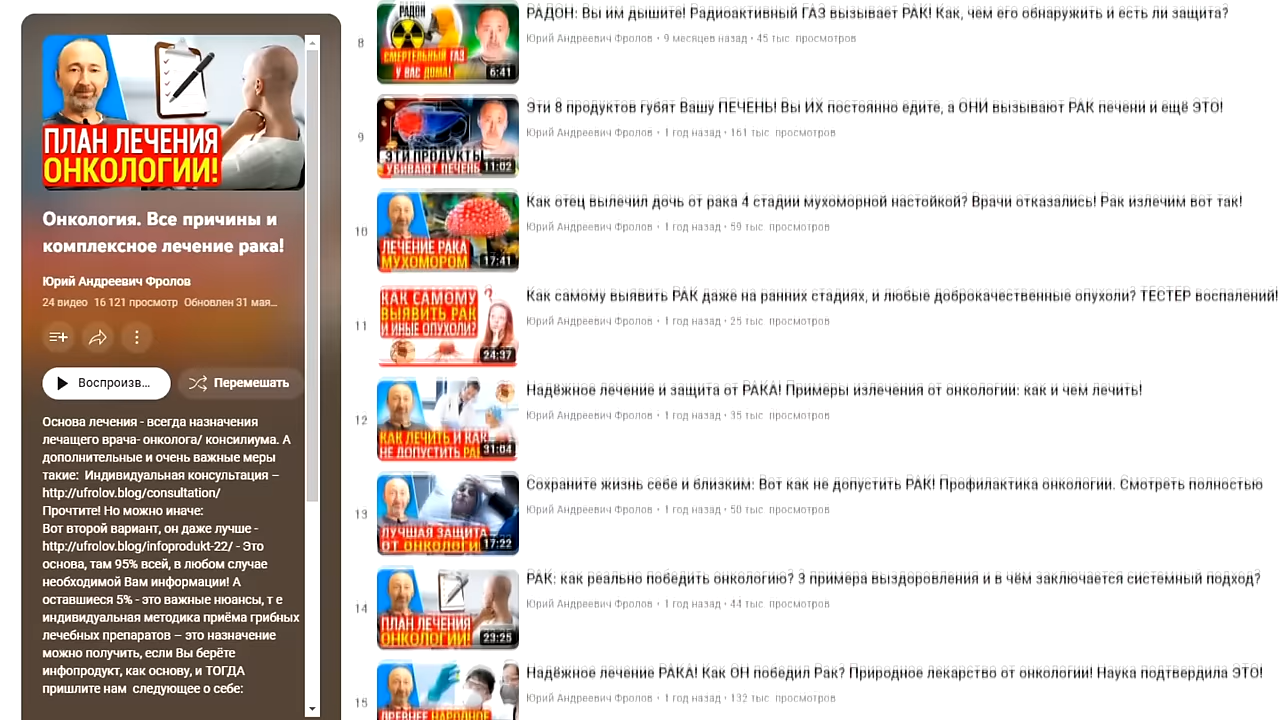 ПЛАН ЛЕЧЕНИЯ
ОНКОЛОГИИ!
Онкология. Все причины и
комплексное лечение рака!
Юрий Андреевич Фролов
24 видео 16 121 просмотр Обновлен 31 мая...
Воспроизв...
Перемешать
Основа лечения - всегда назначения
лечащего врача- онколога/ консилиума. А
дополнительные и очень важные меры
такие: Индивидуальная консультация –
http://ufrolov.blog/consultation/
Прочтите! Но можно иначе:
Вот второй вариант, он даже лучше -
http://ufrolov.blog/infoprodukt-22/ - Это
основа, там 95% всей, в любом случае
необходимой Вам информации! А
оставшиеся 5% - это важные нюансы, т е
индивидуальная методика приёма грибных
лечебных препаратов – это назначение
можно получить, если Вы берёте
инфопродукт, как основу, и ТОГДА
пришлите нам следующее о себе:
8
РАДОН
СМЕРТЕЛЬНЫЙ ГАЗ
У ВАС ДОМА!
6:41
РАДОН: Вы им дышите! Радиоактивный ГАЗ вызывает РАК! Как, чем его обнаружить и есть ли защита?
Юрий Андреевич Фролов • 9 месяцев назад • 45 тыс. просмотров
9
ЭТИ ПРОДУКТЫ
УБИВАЮТ ПЕЧЕНЬ
11:02
Эти 8 продуктов губят Вашу ПЕЧЕНЬ! Вы ИХ постоянно едите, а ОНИ вызывают РАК печени и ещё ЭТО!
Юрий Андреевич Фролов • 1 год назад • 161 тыс. просмотров
10
ЛЕЧЕНИЕ РАКА
МУХОМОРОМ
17:41
Как отец вылечил дочь от рака 4 стадии мухоморной настойкой? Врачи отказались! Рак излечим вот так!
Юрий Андреевич Фролов • 1 год назад • 59 тыс. просмотров
11
КАК САМОМУ
ВЫЯВИТЬ РАК
И ИНЫЕ ОПУХОЛИ?
24:37
Как самому выявить РАК даже на ранних стадиях, и любые доброкачественные опухоли? ТЕСТЕР воспалений!
Юрий Андреевич Фролов • 1 год назад • 25 тыс. просмотров
12
КАК ЛЕЧИТЬ И КАК
НЕ ДОПУСТИТЬ РА
31:04
Надёжное лечение и защита от РАКА! Примеры излечения от онкологии: как и чем лечить!
Юрий Андреевич Фролов • 1 год назад • 35 тыс. просмотров
13
ЛУЧШАЯ ЗАЩИТА
ОТ ОНКОЛОГИ
17:22
Сохраните жизнь себе и близким: Вот как не допустить РАК! Профилактика онкологии. Смотреть полностью
Юрий Андреевич Фролов • 1 год назад • 50 тыс. просмотров
14
ПЛАН ЛЕЧЕНИЯ
ОНКОЛОГИИ!
23:25
РАК: как реально победить онкологию? 3 примера выздоровления и в чём заключается системный подход?
Юрий Андреевич Фролов • 1 год назад • 44 тыс. просмотров
15
ДРЕВНЕЕ НАРОДНОЕ
Надёжное лечение РАКА! Как ОН победил Рак? Природное лекарство от онкологии! Наука подтвердила ЭТО!
Юрий Андреевич Фролов • 1 год назад • 132 тыс. просмотров